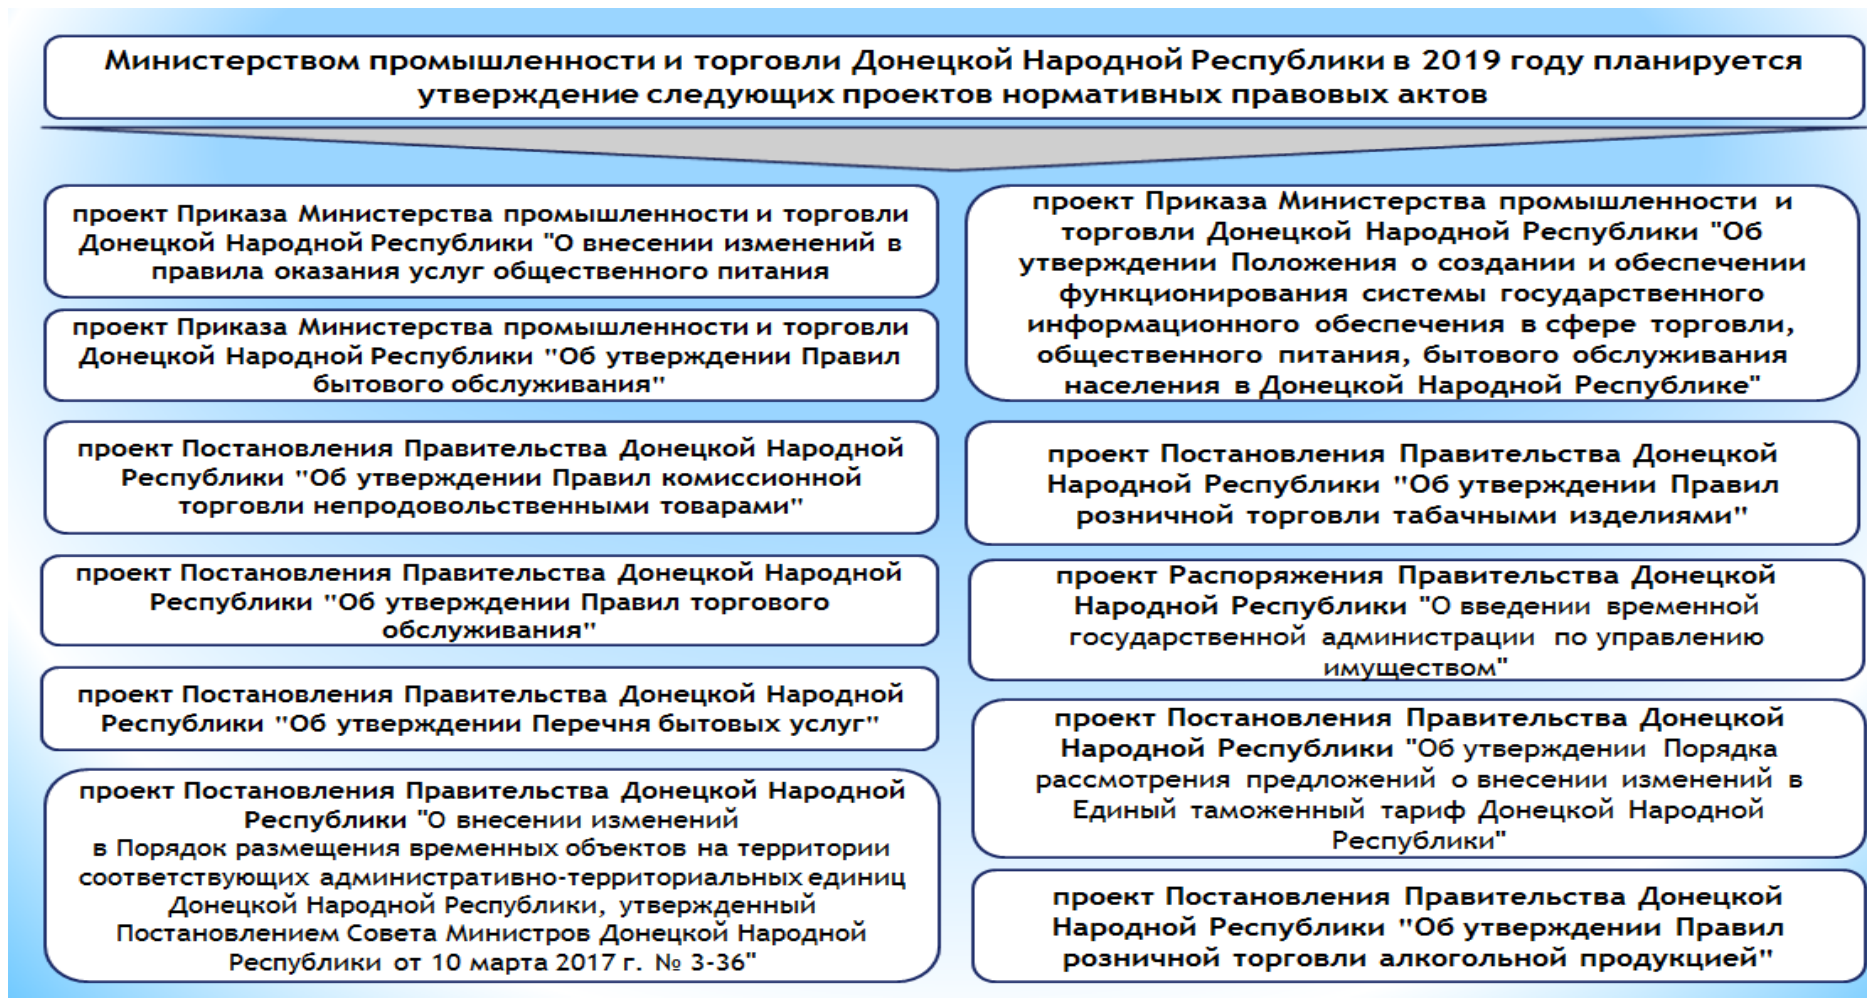 Министерством промышленности и торговли Донецкой Народной Республики в 2019 году планируется
утверждение следующих проектов нормативных правовых актов
проект Приказа Министерства промышленности и торговли
Донецкой Народной Республики "О внесении изменений в
правила оказания услуг общественного питания
проект Приказа Министерства промышленности и торговли
Донецкой Народной Республики "Об утверждении Правил
бытового обслуживания"
проект Постановления Правительства Донецкой Народной
Республики "Об утверждении Правил комиссионной
торговли непродовольственными товарами"
проект Постановления Правительства Донецкой Народной
Республики "Об утверждении Правил торгового
обслуживания"
проект Постановления Правительства Донецкой Народной
Республики "Об утверждении Перечня бытовых услуг"
проект Постановления Правительства Донецкой Народной
Республики "О внесении изменений
в Порядок размещения временных объектов на территории
соответствующих административно-территориальных единиц
Донецкой Народной Республики, утвержденный
Постановлением Совета Министров Донецкой Народной
Республики от 10 марта 2017 г. № 3-36"
проект Приказа Министерства промышленности и
торговли Донецкой Народной Республики "Об
утверждении Положения о создании и обеспечении
функционирования системы государственного
информационного обеспечения в сфере торговли,
общественного питания, бытового обслуживания
населения в Донецкой Народной Республике"
проект Постановления Правительства Донецкой
Народной Республики "Об утверждении Правил
розничной торговли табачными изделиями"
проект Распоряжения Правительства Донецкой
Народной Республики "О введении временной
государственной администрации по управлению
имуществом"
проект Постановления Правительства Донецкой
Народной Республики "Об утверждении Порядка
рассмотрения предложений о внесении изменений в
Единый таможенный тариф Донецкой Народной
Республики"
проект Постановления Правительства Донецкой
Народной Республики "Об утверждении Правил
розничной торговли алкогольной продукцией"